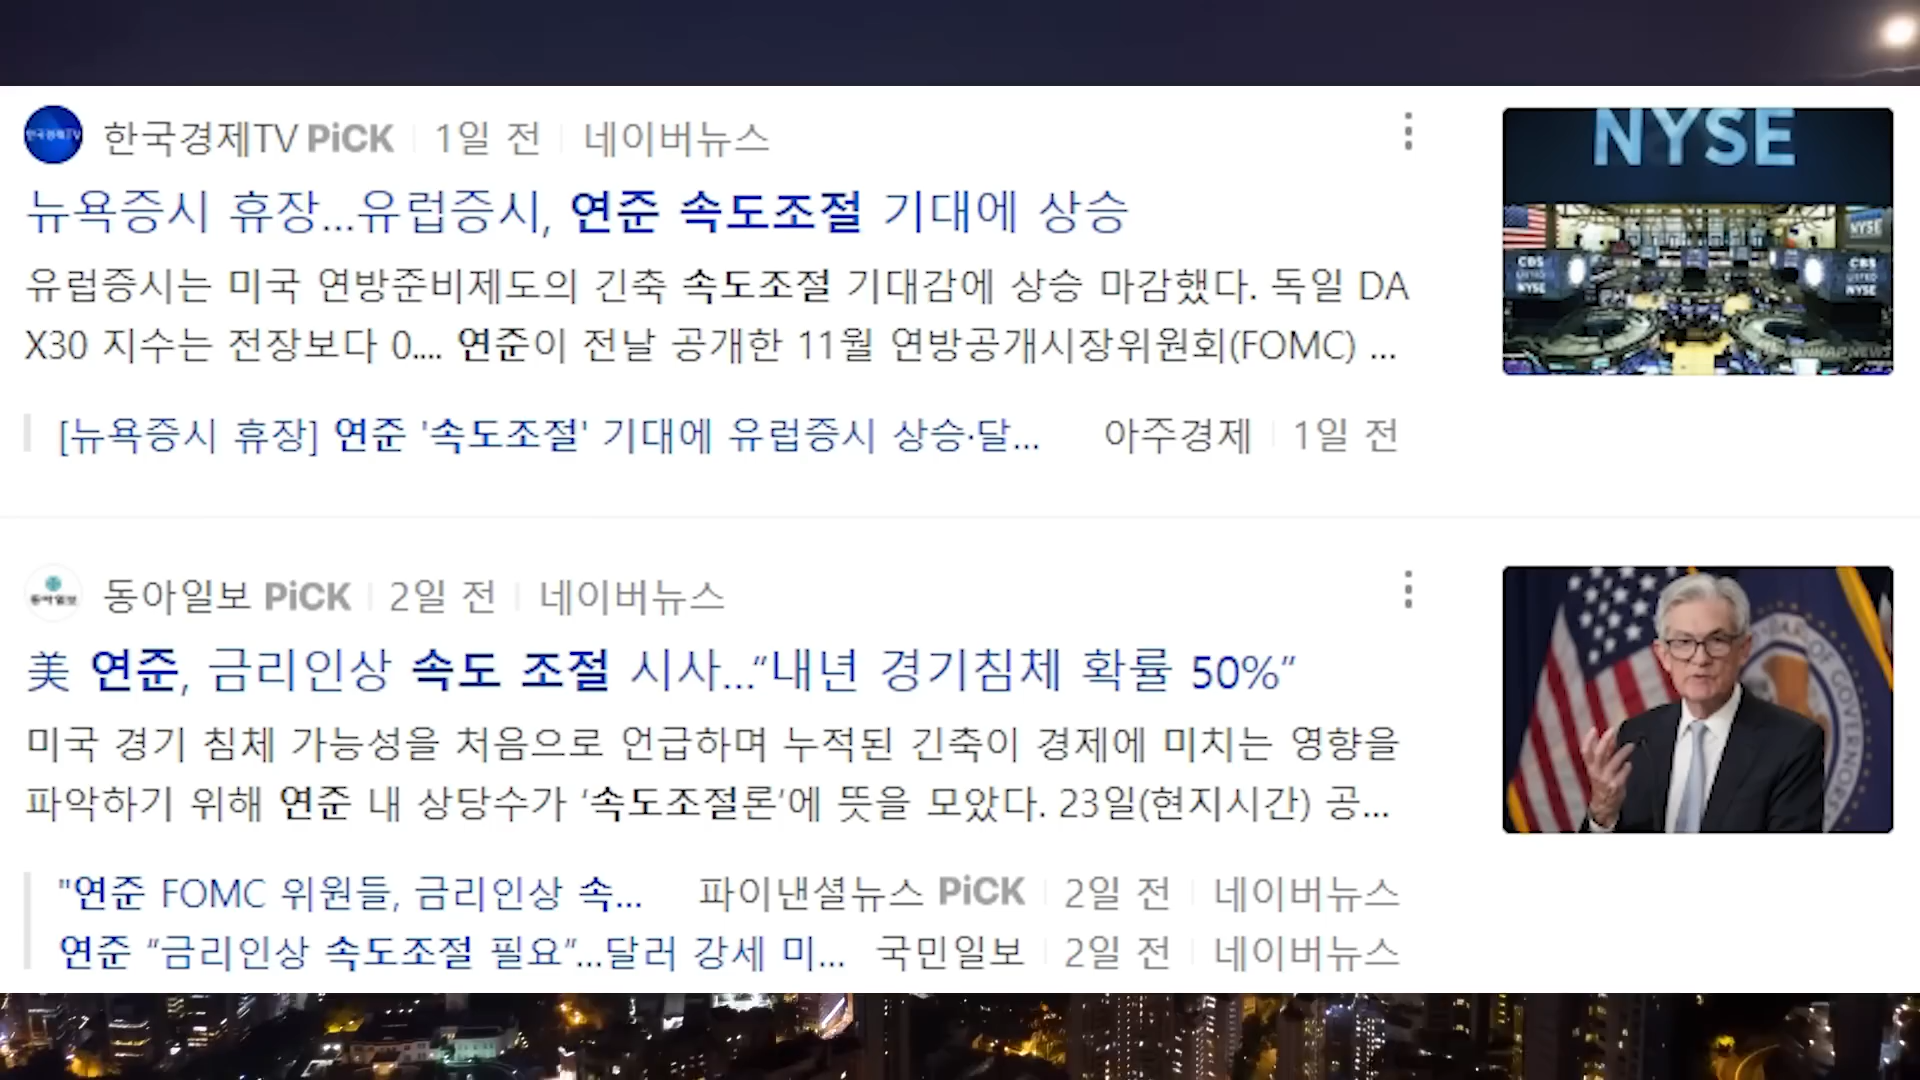 한국경제TV PiCK 1일 전 네이버뉴스
뉴욕증시 휴장...유럽증시, 연준 속도조절 기대에 상승
유럽증시는 미국 연방준비제도의 긴축 속도조절 기대감에 상승 마감했다. 독일 DA
X30 지수는 전장보다 0.... 연준이 전날 공개한 11월 연방공개시장위원회(FOMC) ...
[뉴욕증시 휴장] 연준 '속도조절' 기대에 유럽증시 상승·달... 아주경제 1일 전
NYSE
NYSE
CBS
NYSE
CBS
LISTED
NYSE
동아일보
동아일보 PiCK 2일 전 네이버뉴스
美 연준, 금리인상 속도 조절 시사...“내년 경기침체 확률 50%”
미국 경기 침체 가능성을 처음으로 언급하며 누적된 긴축이 경제에 미치는 영향을
파악하기 위해 연준 내 상당수가 ‘속도조절론’에 뜻을 모았다. 23일(현지시간) 공...
"연준 FOMC 위원들, 금리인상 속... 파이낸셜뉴스 PiCK 2일 전 네이버뉴스
연준 “금리인상 속도조절 필요”...달러 강세 미... 국민일보 2일 전 네이버뉴스
OF GOVERNORS